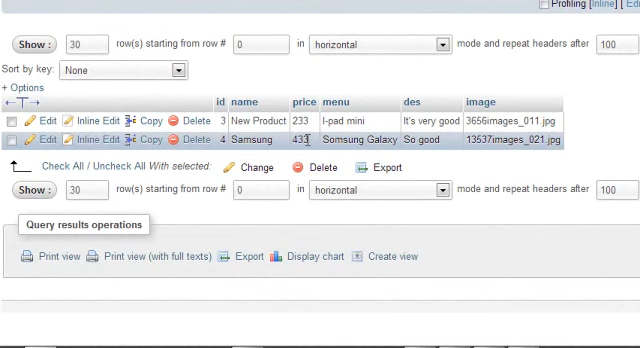 Profiling [Inline] [ Edi
Show : 30 row(s) starting from row # 0 in horizontal mode and repeat headers after 100
Sort by key: None
+ Options
←T→ id name price menu des image
Edit Inline Edit Copy Delete 3 New Product 233 I-pad mini It's very good 3656images_011.jpg
Edit Inline Edit Copy Delete 4 Samsung 433 Somsung Galaxy So good 13537images_021.jpg
Check All / Uncheck All With selected: Change Delete Export
Show : 30 row(s) starting from row # 0 in horizontal mode and repeat headers after 100
Query results operations
Print view Print view (with full texts) Export Display chart Create view